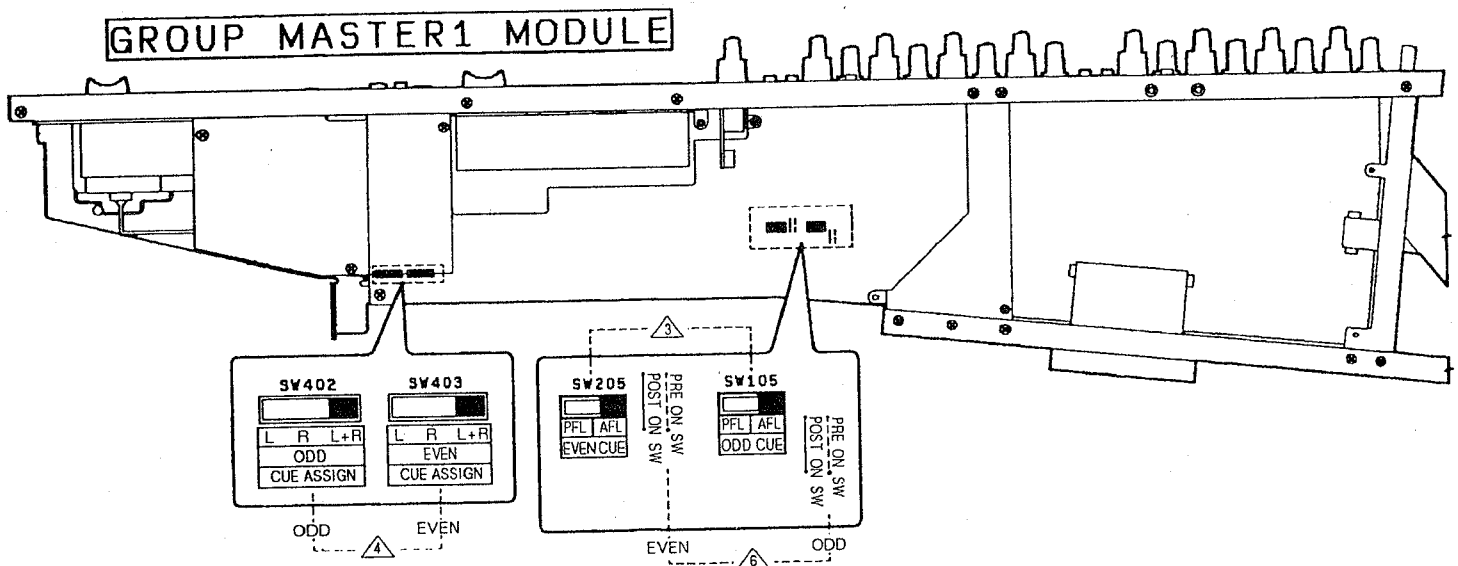 GROUP MASTER1 MODULE
3
SW402
SW403
L R L+R
L R L+R
ODD
EVEN
CUE ASSIGN
CUE ASSIGN
ODD
EVEN
4
SW205
PFL AFL
EVEN CUE
PRE ON SW
POST ON SW
SW105
PFL AFL
ODD CUE
PRE ON SW
POST ON SW
EVEN
ODD
6